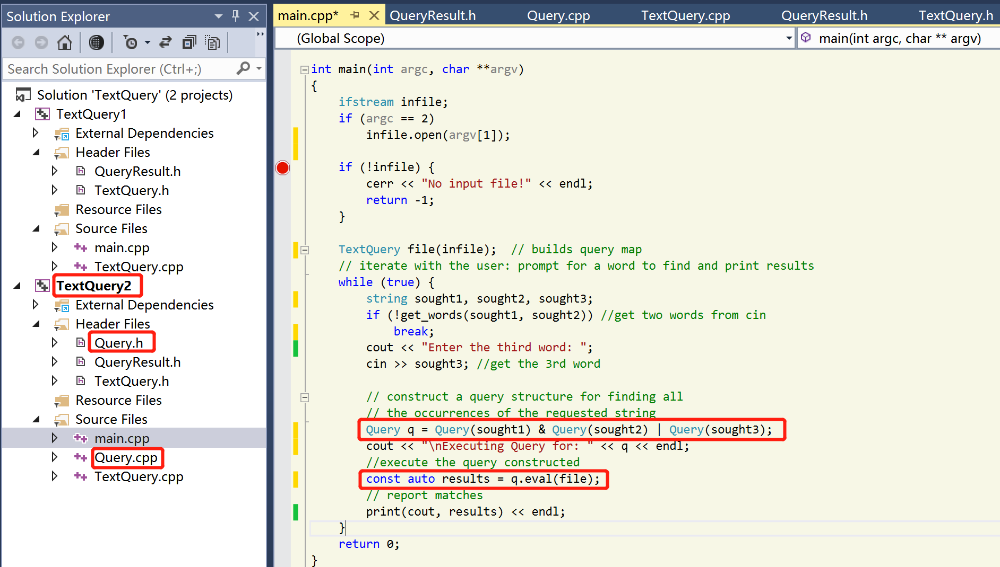 Solution Explorer
Search Solution Explorer (Ctrl+;)
Solution 'TextQuery' (2 projects)
TextQuery1
External Dependencies
Header Files
QueryResult.h
TextQuery.h
Resource Files
Source Files
main.cpp
TextQuery.cpp
TextQuery2
External Dependencies
Header Files
Query.h
QueryResult.h
TextQuery.h
Resource Files
Source Files
main.cpp
Query.cpp
TextQuery.cpp
main.cpp* QueryResult.h Query.cpp TextQuery.cpp QueryResult.h TextQuery.h
(Global Scope) main(int argc, char ** argv)
int main(int argc, char **argv)
{
    ifstream infile;
    if (argc == 2)
        infile.open(argv[1]);
    if (!infile) {
        cerr << "No input file!" << endl;
        return -1;
    }
    TextQuery file(infile);  // builds query map
    // iterate with the user: prompt for a word to find and print results
    while (true) {
        string sought1, sought2, sought3;
        if (!get_words(sought1, sought2)) //get two words from cin
            break;
        cout << "Enter the third word: ";
        cin >> sought3; //get the 3rd word
        // construct a query structure for finding all
        // the occurrences of the requested string
        Query q = Query(sought1) & Query(sought2) | Query(sought3);
        cout << "\nExecuting Query for: " << q << endl;
        //execute the query constructed
        const auto results = q.eval(file);
        // report matches
        print(cout, results) << endl;
    }
    return 0;
}